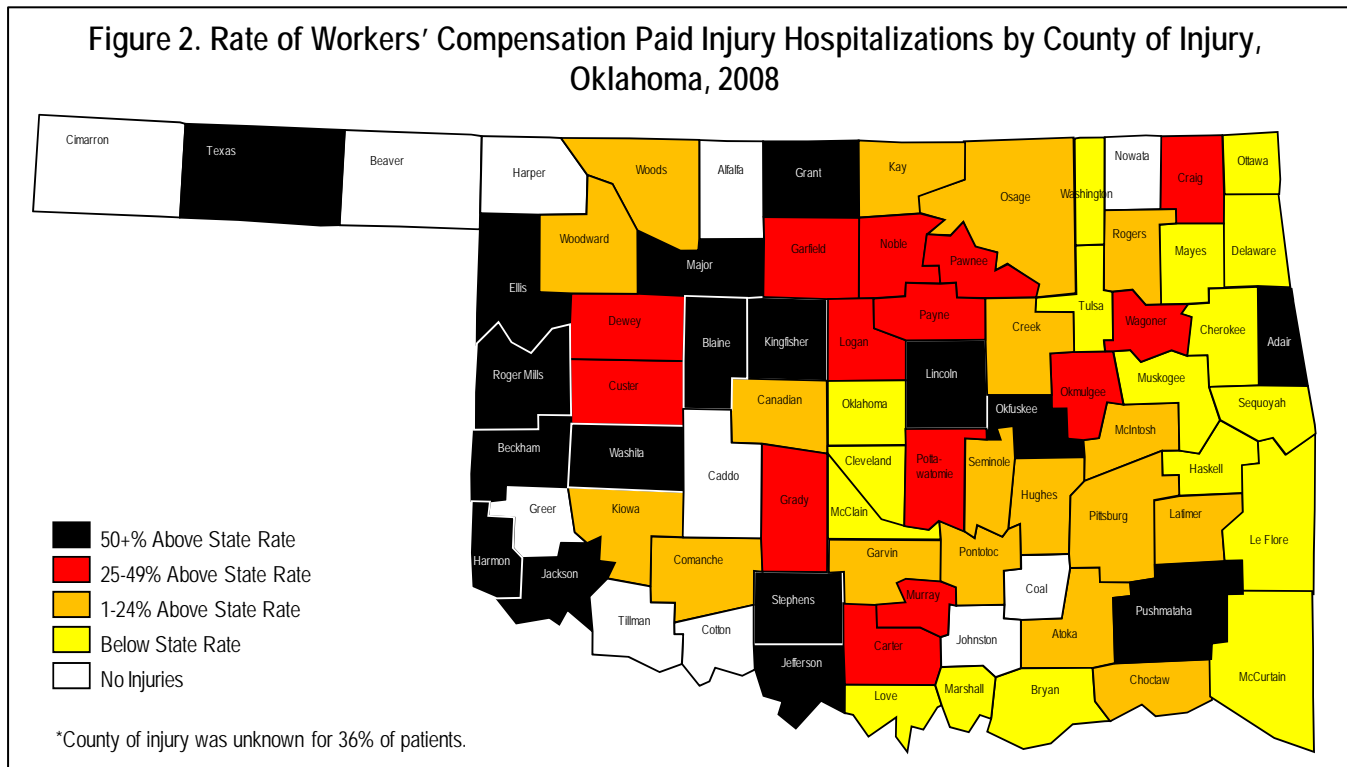 Figure 2. Rate of Workers' Compensation Paid Injury Hospitalizations by County of Injury,
Oklahoma, 2008
Cimarron
Texas
Beaver
Harper
Woods
Alfalfa
Grant
Kay
Osage
Washington
Nowata
Craig
Ottawa
Woodward
Ellis
Major
Garfield
Noble
Pawnee
Rogers
Mayes
Delaware
Dewey
Blaine
Kingfisher
Logan
Payne
Creek
Tulsa
Wagoner
Cherokee
Adair
Roger Mills
Custer
Canadian
Oklahoma
Lincoln
Okfuskee
Okmulgee
Muskogee
Sequoyah
Beckham
Washita
Caddo
Grady
Cleveland
McClain
Potta-
watomie
Seminole
Hughes
McIntosh
Pittsburg
Haskell
Latimer
Le Flore
Greer
Kiowa
Harmon
Jackson
Comanche
Stephens
Garvin
Murray
Pontotoc
Coal
Atoka
Pushmataha
Tillman
Cotton
Jefferson
Carter
Johnston
Love
Marshall
Bryan
Choctaw
McCurtain
50+% Above State Rate
25-49% Above State Rate
1-24% Above State Rate
Below State Rate
No Injuries
*County of injury was unknown for 36% of patients.